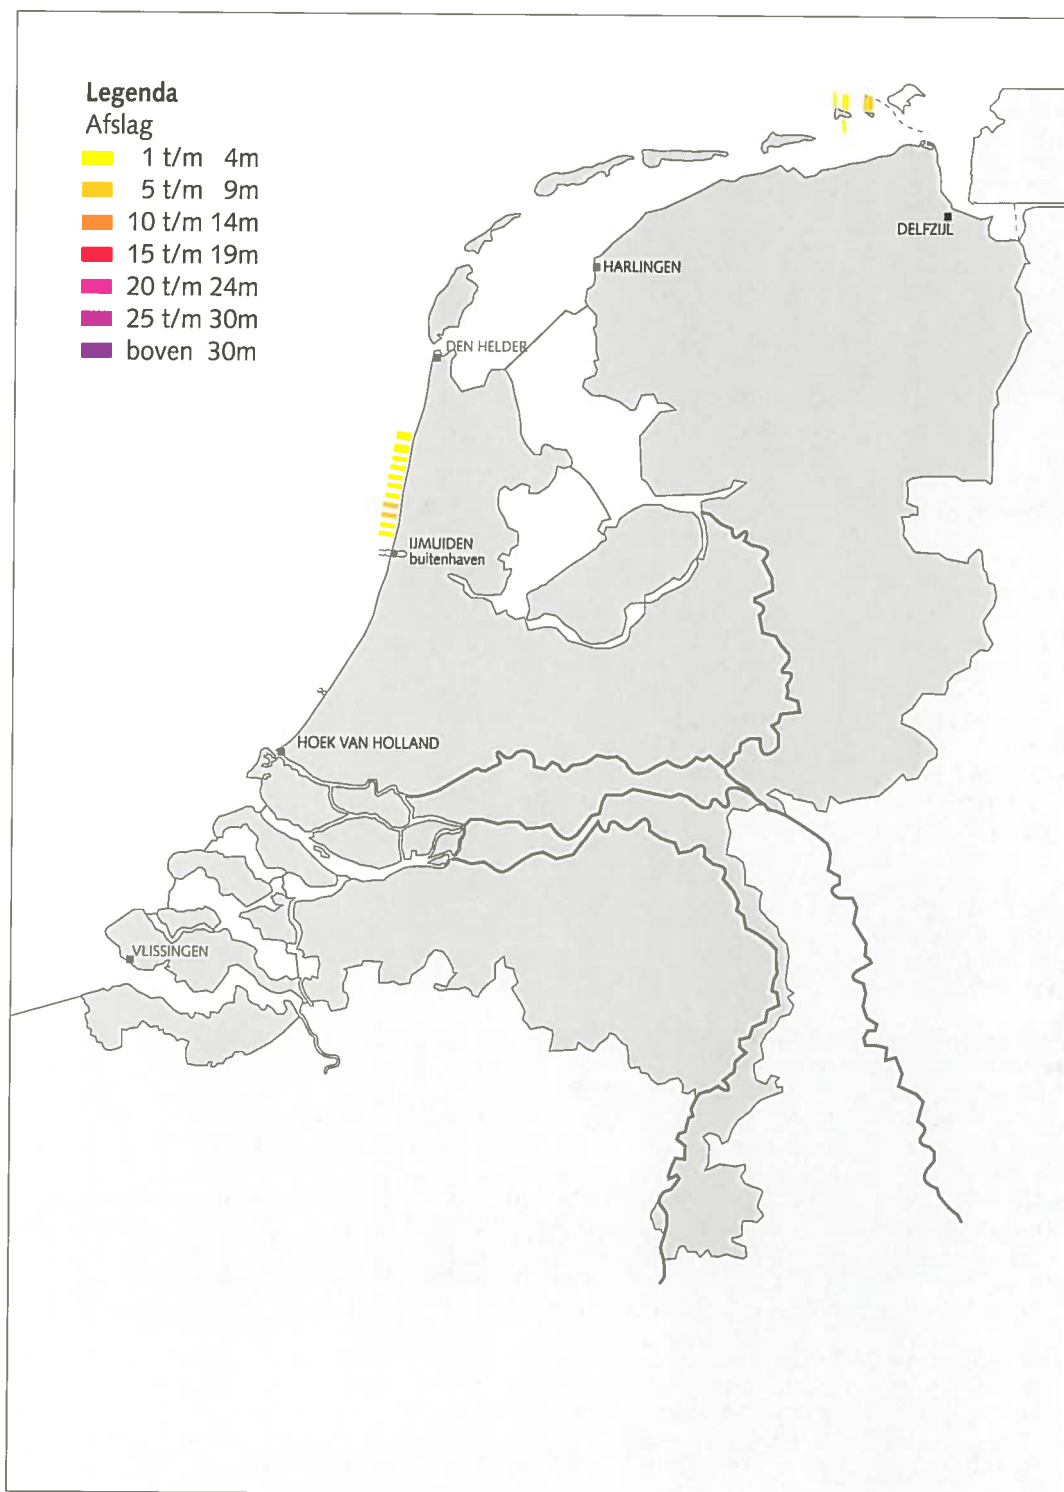 Legenda
Afslag
1 t/m 4m
5 t/m 9m
10 t/m 14m
15 t/m 19m
20 t/m 24m
25 t/m 30m
boven 30m
DELFZIJL
HARLINGEN
DEN HELDER
IJMUIDEN
buitenhaven
HOEK VAN HOLLAND
VLISSINGEN